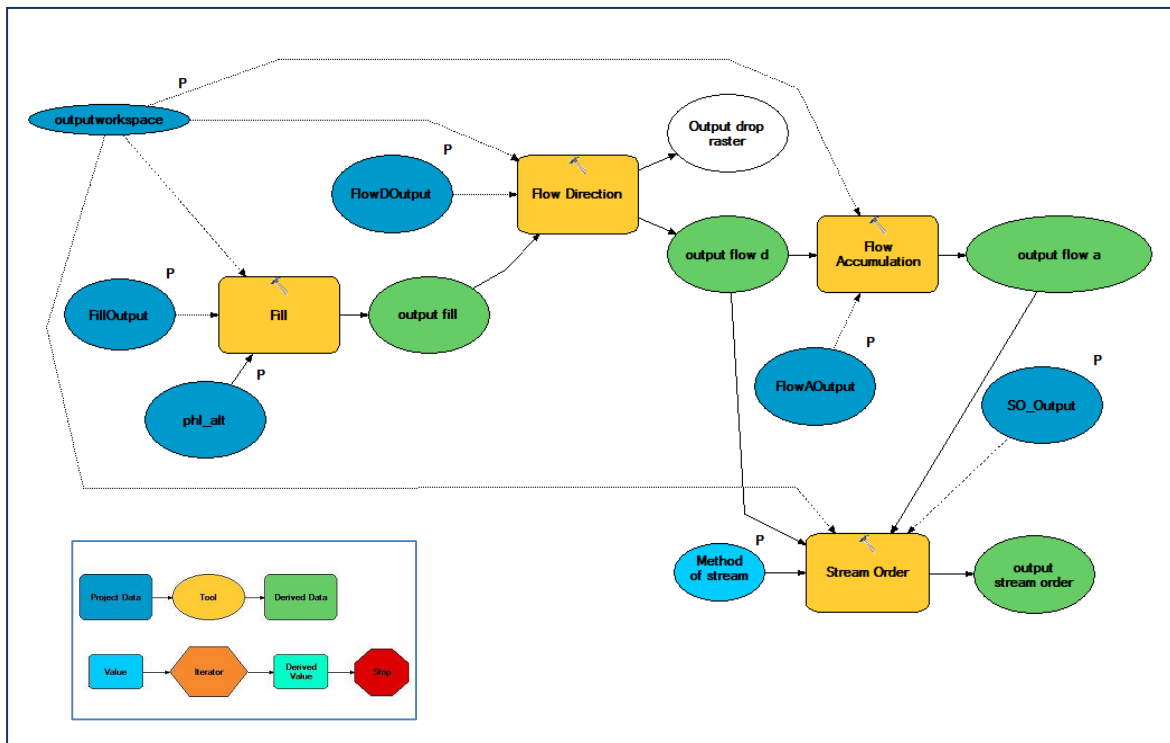 P
outputworkspace
Output drop
raster
P
FlowDOutput
Flow Direction
output flow d
Flow
Accumulation
output flow a
P
FillOutput
Fill
output fill
P
phl_alt
P
FlowAOutput
P
SO_Output
P
Method
of stream
Stream Order
output
stream order
Project Data
Tool
Derived Data
Value
Iterator
Derived
Value
Stop